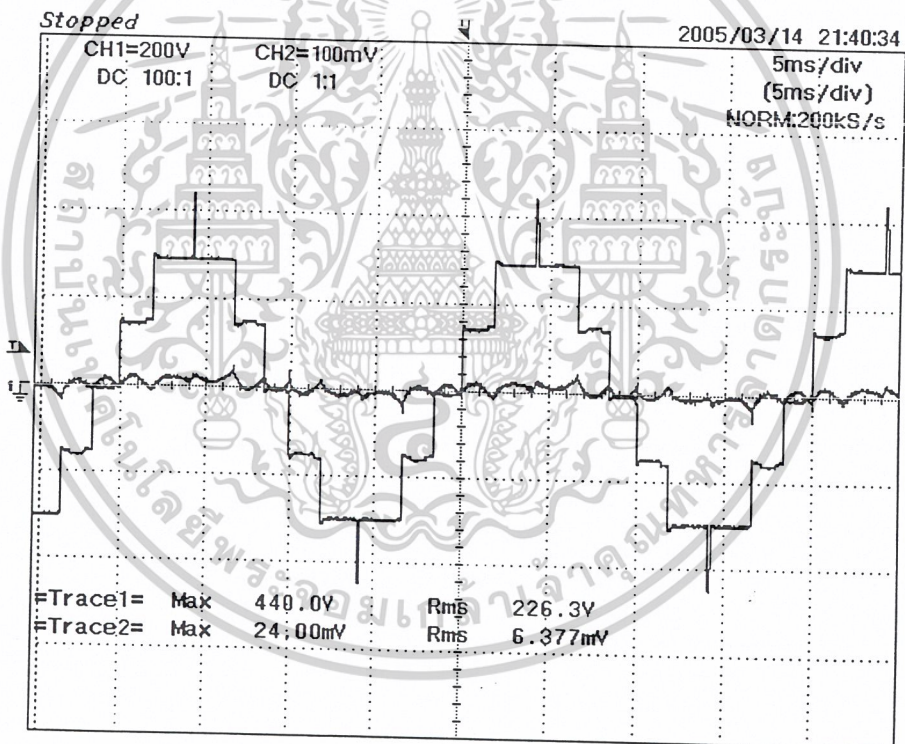 Stopped
2005/03/14 21:40:34
CH1=200V CH2=100mV
DC 100:1 DC 1:1
5ms/div
(5ms/div)
NORM:200kS/s
=Trace1= Max 440.0V Rms 226.3V
=Trace2= Max 24.00mV Rms 6.377mV